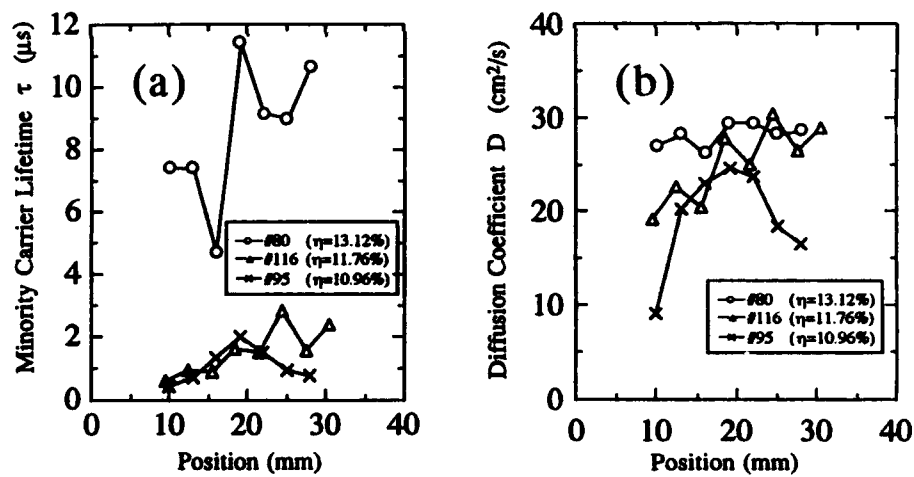 Minority Carrier Lifetime τ (μs)
12
10
8
6
4
2
0
(a)
#80 (η=13.12%)
#116 (η=11.76%)
#95 (η=10.96%)
0 10 20 30 40
Position (mm)
Diffusion Coefficient D (cm²/s)
40
30
20
10
0
(b)
#80 (η=13.12%)
#116 (η=11.76%)
#95 (η=10.96%)
0 10 20 30 40
Position (mm)